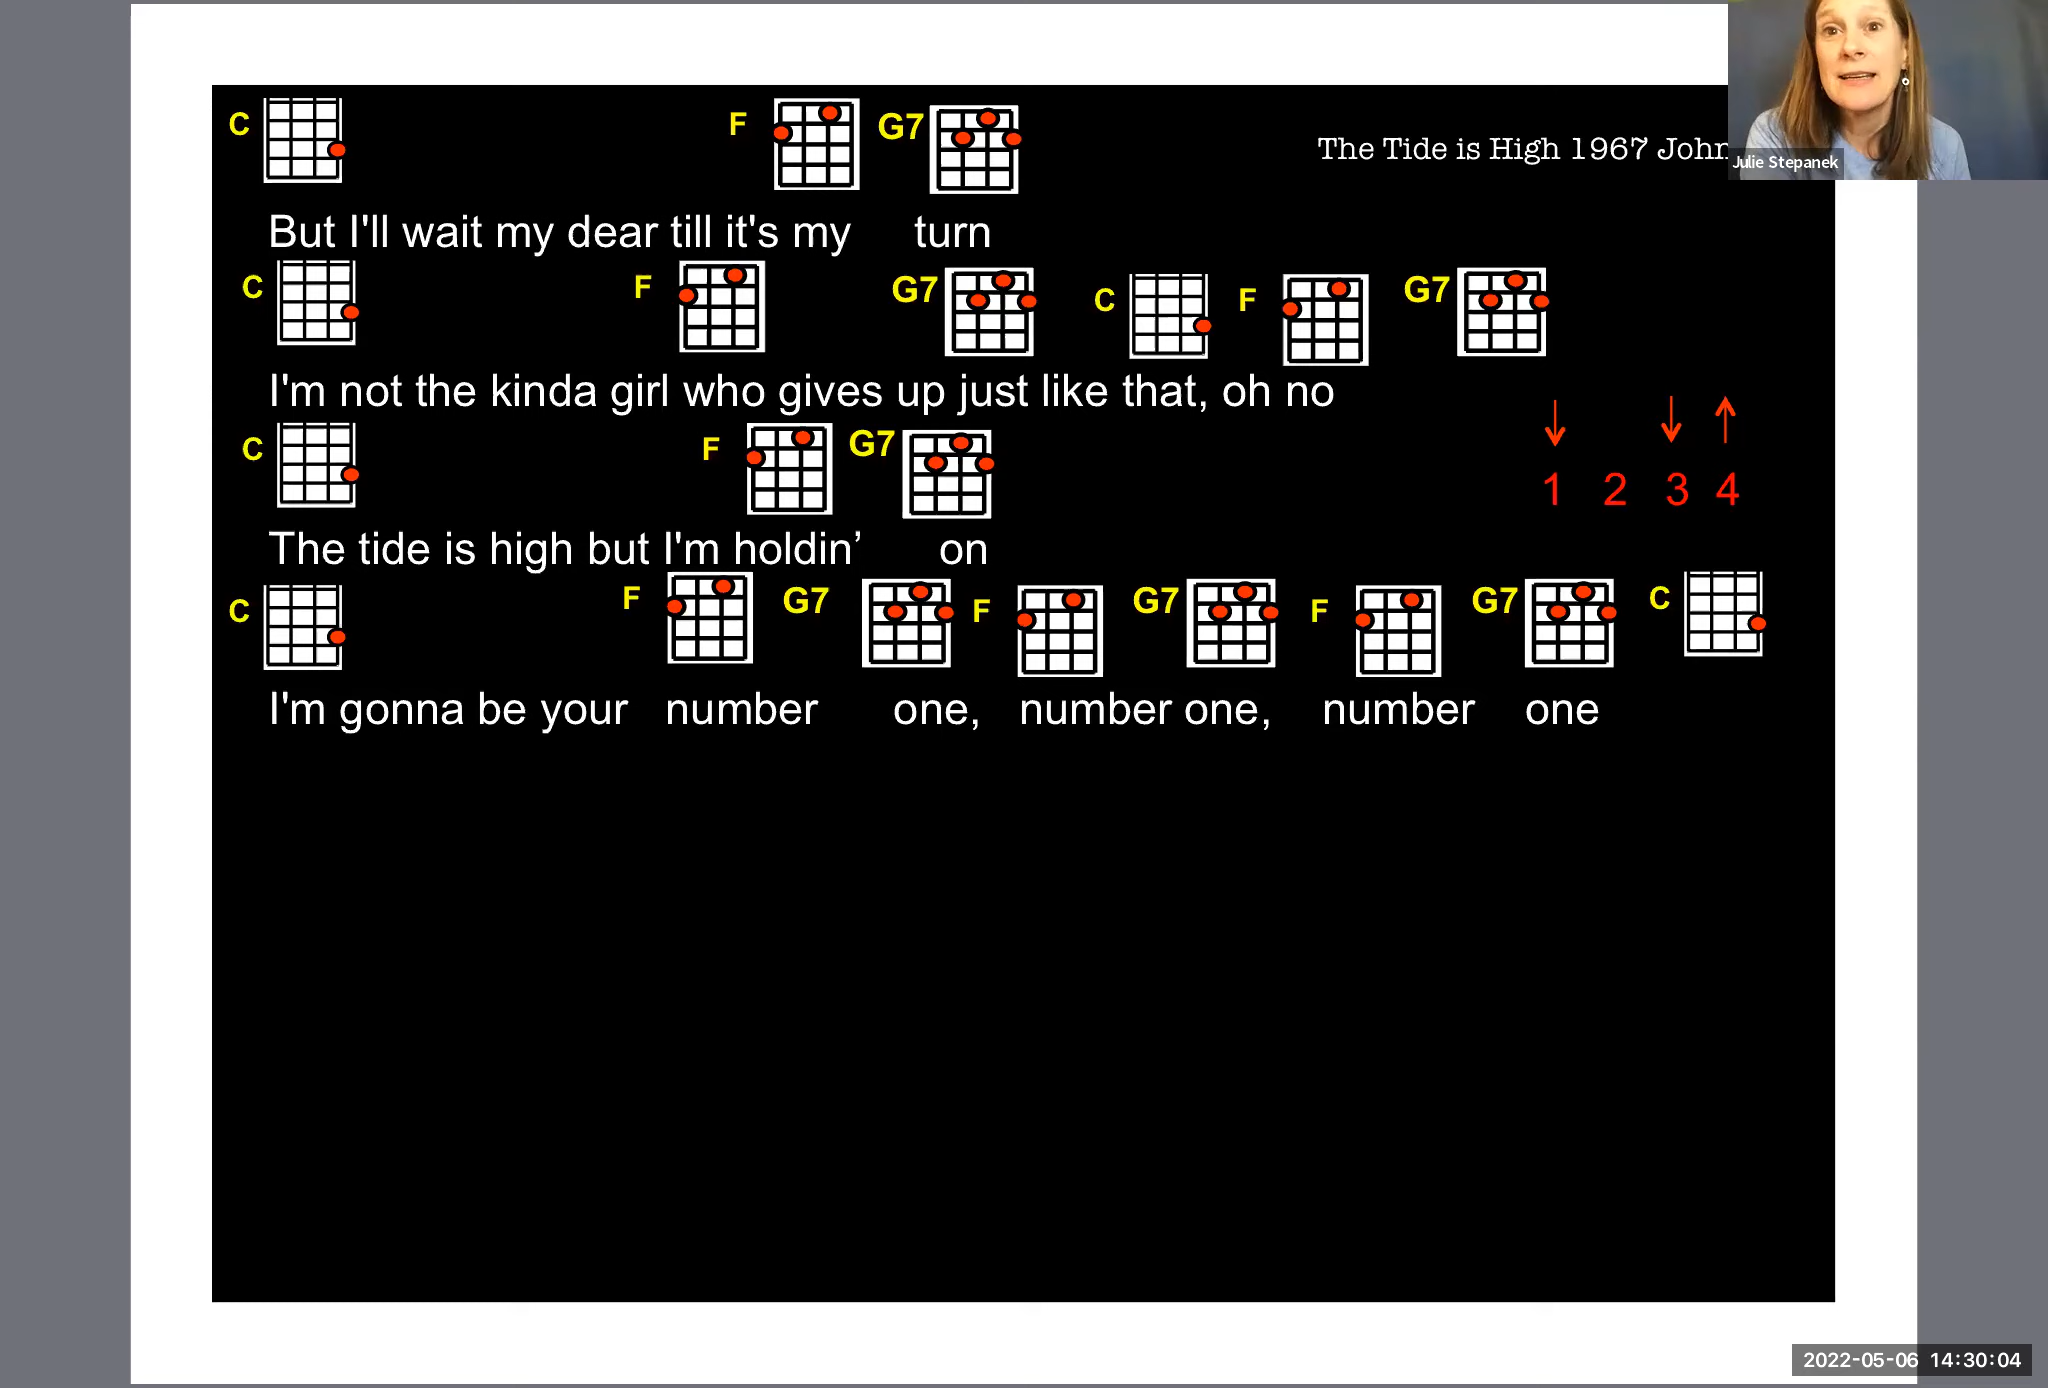 C F G7
The Tide is High 1967 John
Julie Stepanek
But I'll wait my dear till it's my turn
C F G7 C F G7
I'm not the kinda girl who gives up just like that, oh no
C F G7
1 2 3 4
The tide is high but I'm holdin’ on
C F G7 F G7 F G7 C
I'm gonna be your number one, number one, number one
2022-05-06 14:30:04